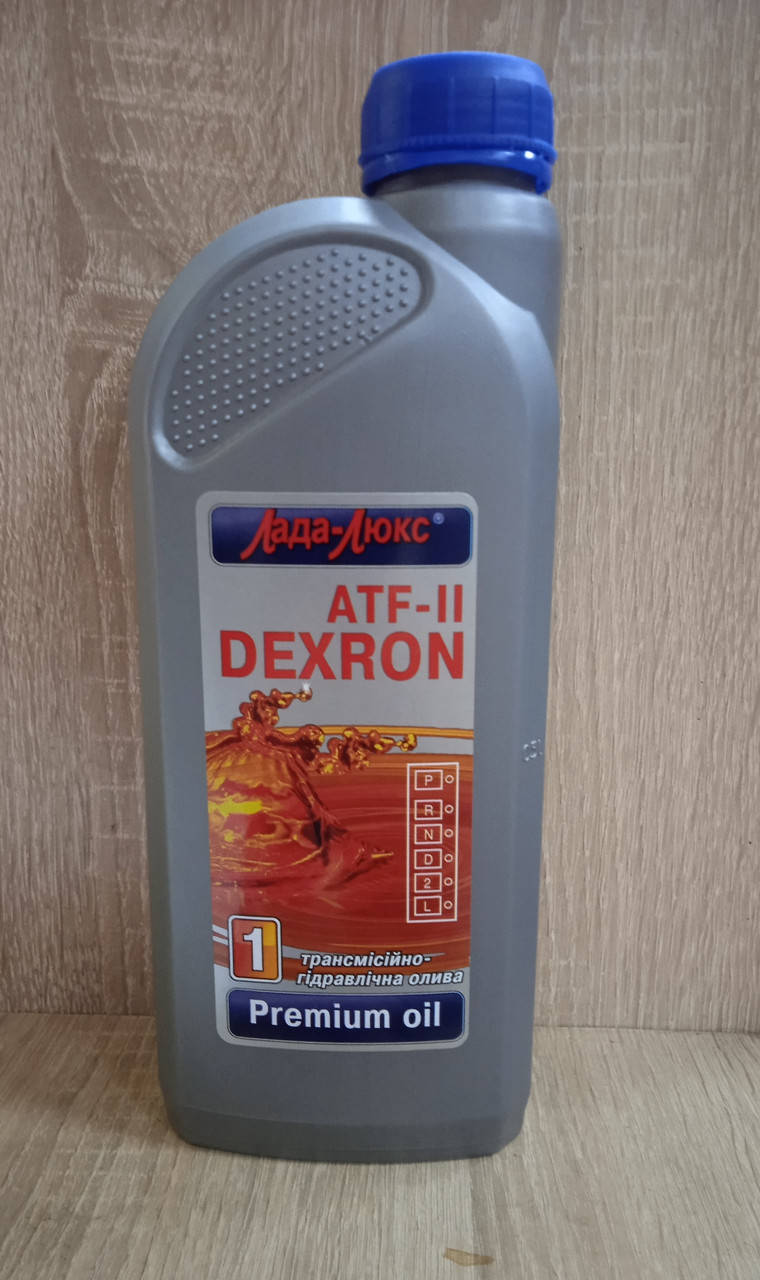 Лада-Люкс®
ATF-II
DEXRON
P
R
N
D
2
L
1
трансмісійно-
гідравлічна олива
Premium oil